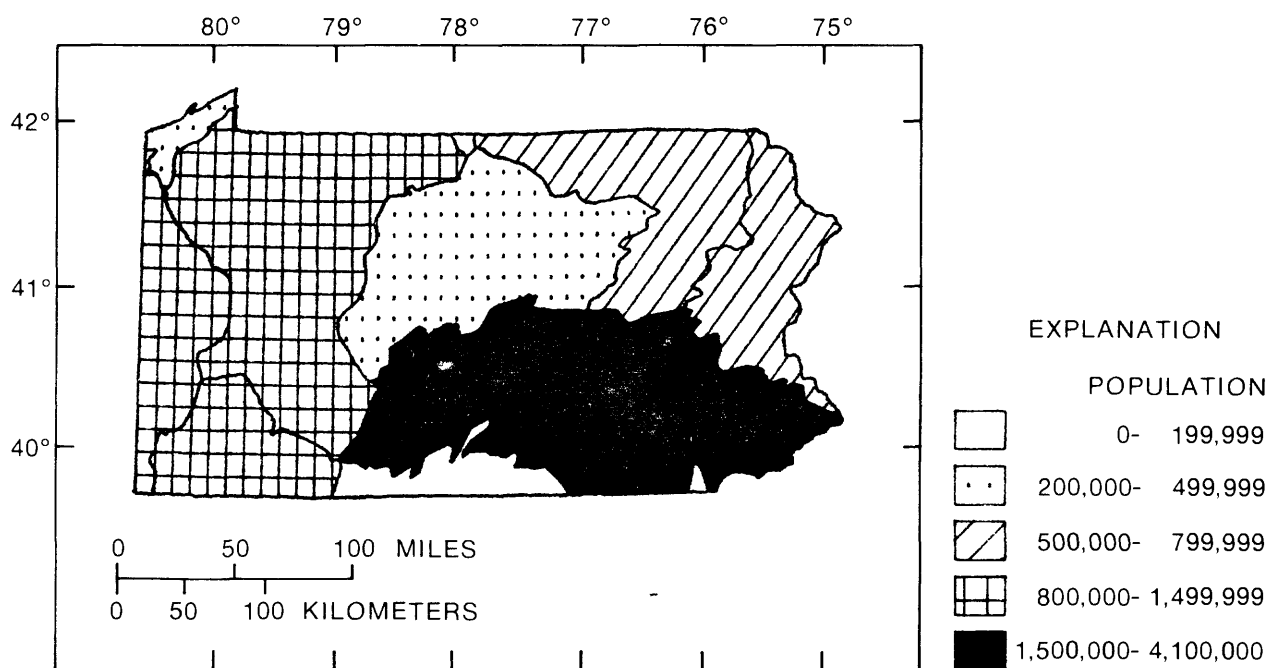 80° 79° 78° 77° 76° 75°
42°
41°
40°
0 50 100 MILES
0 50 100 KILOMETERS
EXPLANATION
POPULATION
0- 199,999
200,000- 499,999
500,000- 799,999
800,000- 1,499,999
1,500,000- 4,100,000